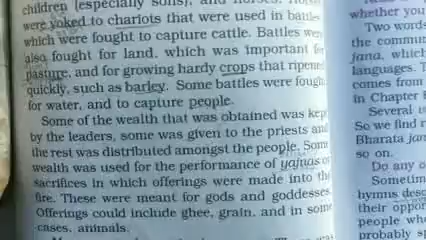 children (especially sons), and horses. Horses
were yoked to chariots that were used in battles
which were fought to capture cattle. Battles were
also fought for land, which was important for
pasture, and for growing hardy crops that ripened
quickly, such as barley. Some battles were fought
for water, and to capture people.
Some of the wealth that was obtained was kept
by the leaders, some was given to the priests and
the rest was distributed amongst the people. Some
wealth was used for the performance of yajnas or
sacrifices in which offerings were made into the
fire. These were meant for gods and goddesses.
Offerings could include ghee, grain, and in some
cases, animals.
whether you
Two words
the commun
jana, which
languages. T
comes from
in Chapter
Several
So we find
Bharata jan
so on.
Do any o
Sometim
hymns desc
their oppon
people who
probably sp